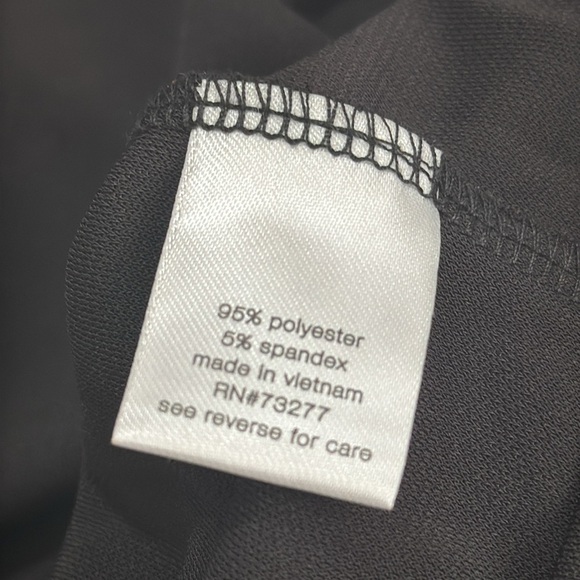 95% polyester
5% spandex
made in vietnam
RN#73277
see reverse for care